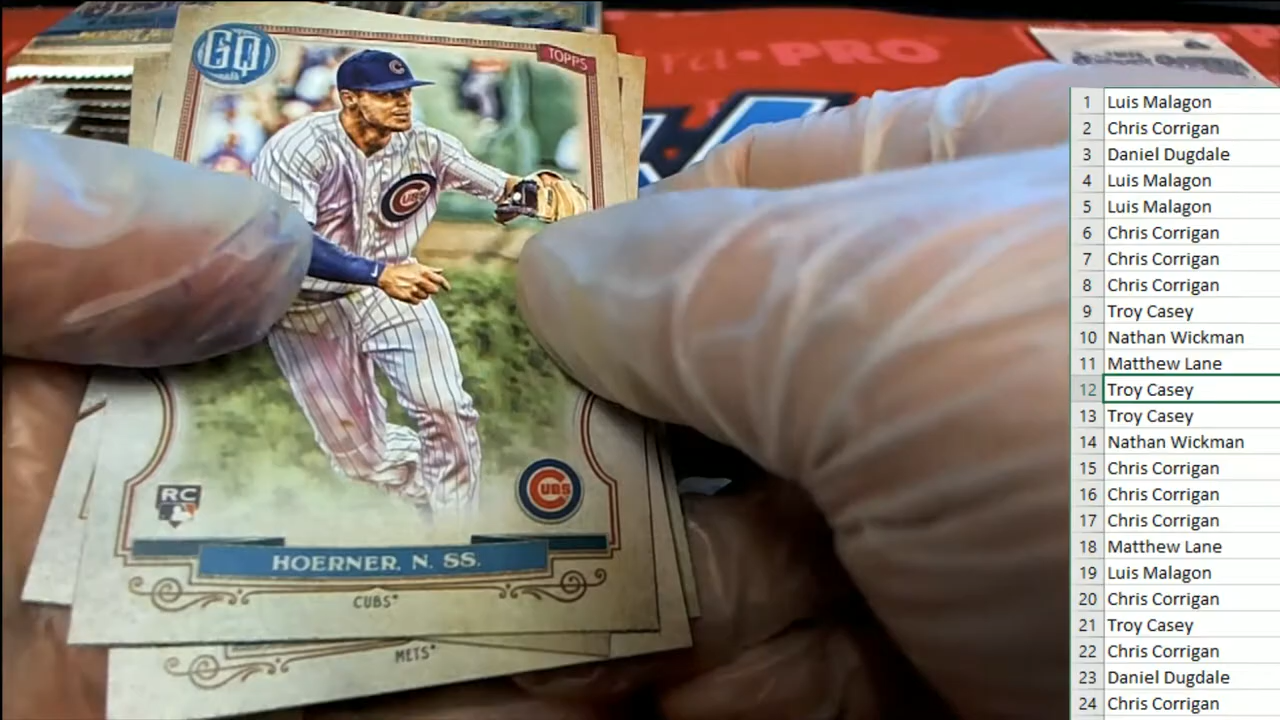 GQ
TOPPS
ra•PRO
C
CUBS
RC
CUBS
HOERNER, N. SS.
CUBS*
METS*
1 Luis Malagon
2 Chris Corrigan
3 Daniel Dugdale
4 Luis Malagon
5 Luis Malagon
6 Chris Corrigan
7 Chris Corrigan
8 Chris Corrigan
9 Troy Casey
10 Nathan Wickman
11 Matthew Lane
12 Troy Casey
13 Troy Casey
14 Nathan Wickman
15 Chris Corrigan
16 Chris Corrigan
17 Chris Corrigan
18 Matthew Lane
19 Luis Malagon
20 Chris Corrigan
21 Troy Casey
22 Chris Corrigan
23 Daniel Dugdale
24 Chris Corrigan